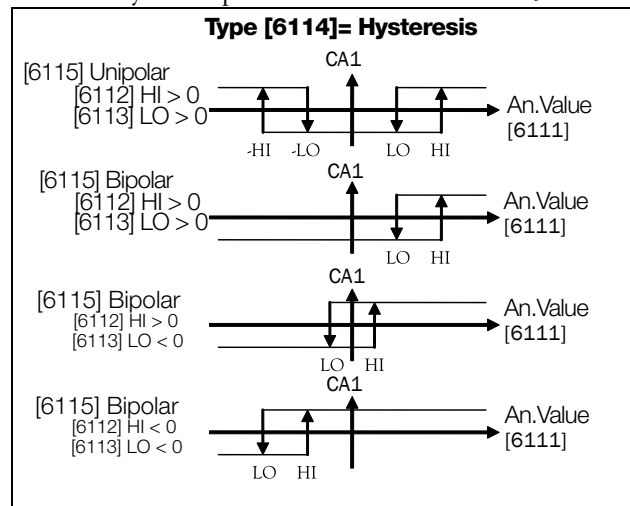 Type [6114]= Hysteresis
CA1
[6115] Unipolar
[6112] HI > 0
[6113] LO > 0
An.Value
[6111]
-HI -LO LO HI
CA1
[6115] Bipolar
[6112] HI > 0
[6113] LO > 0
An.Value
[6111]
LO HI
CA1
[6115] Bipolar
[6112] HI > 0
[6113] LO < 0
An.Value
[6111]
LO HI
CA1
[6115] Bipolar
[6112] HI < 0
[6113] LO < 0
An.Value
[6111]
LO HI